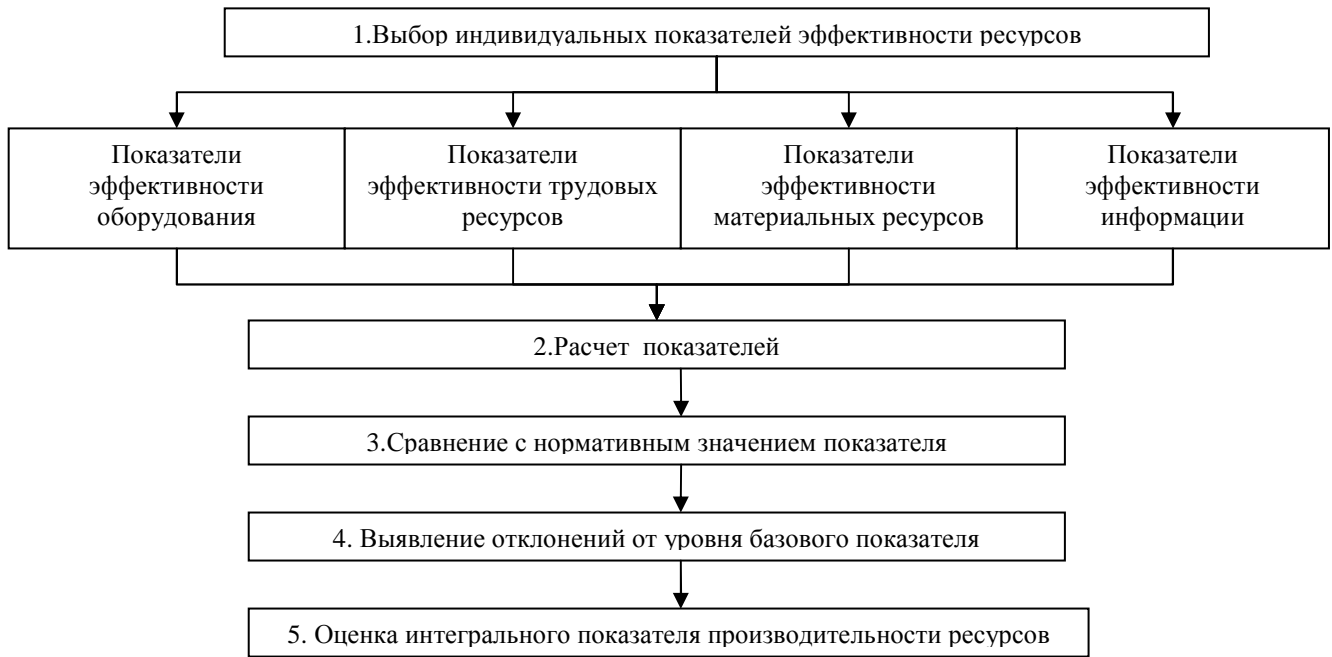 1.Выбор индивидуальных показателей эффективности ресурсов
Показатели
эффективности
оборудования
Показатели
эффективности трудовых
ресурсов
Показатели
эффективности
материальных ресурсов
Показатели
эффективности
информации
2.Расчет показателей
3.Сравнение с нормативным значением показателя
4. Выявление отклонений от уровня базового показателя
5. Оценка интегрального показателя производительности ресурсов